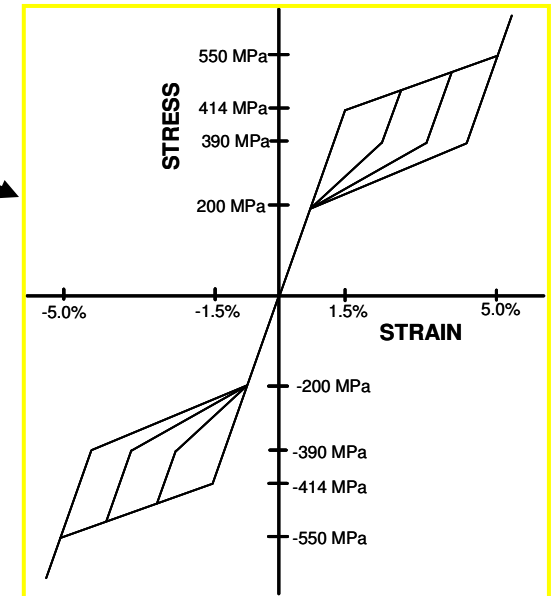 550 MPa
STRESS
414 MPa
390 MPa
200 MPa
-5.0%
-1.5%
1.5%
5.0%
STRAIN
-200 MPa
-390 MPa
-414 MPa
-550 MPa